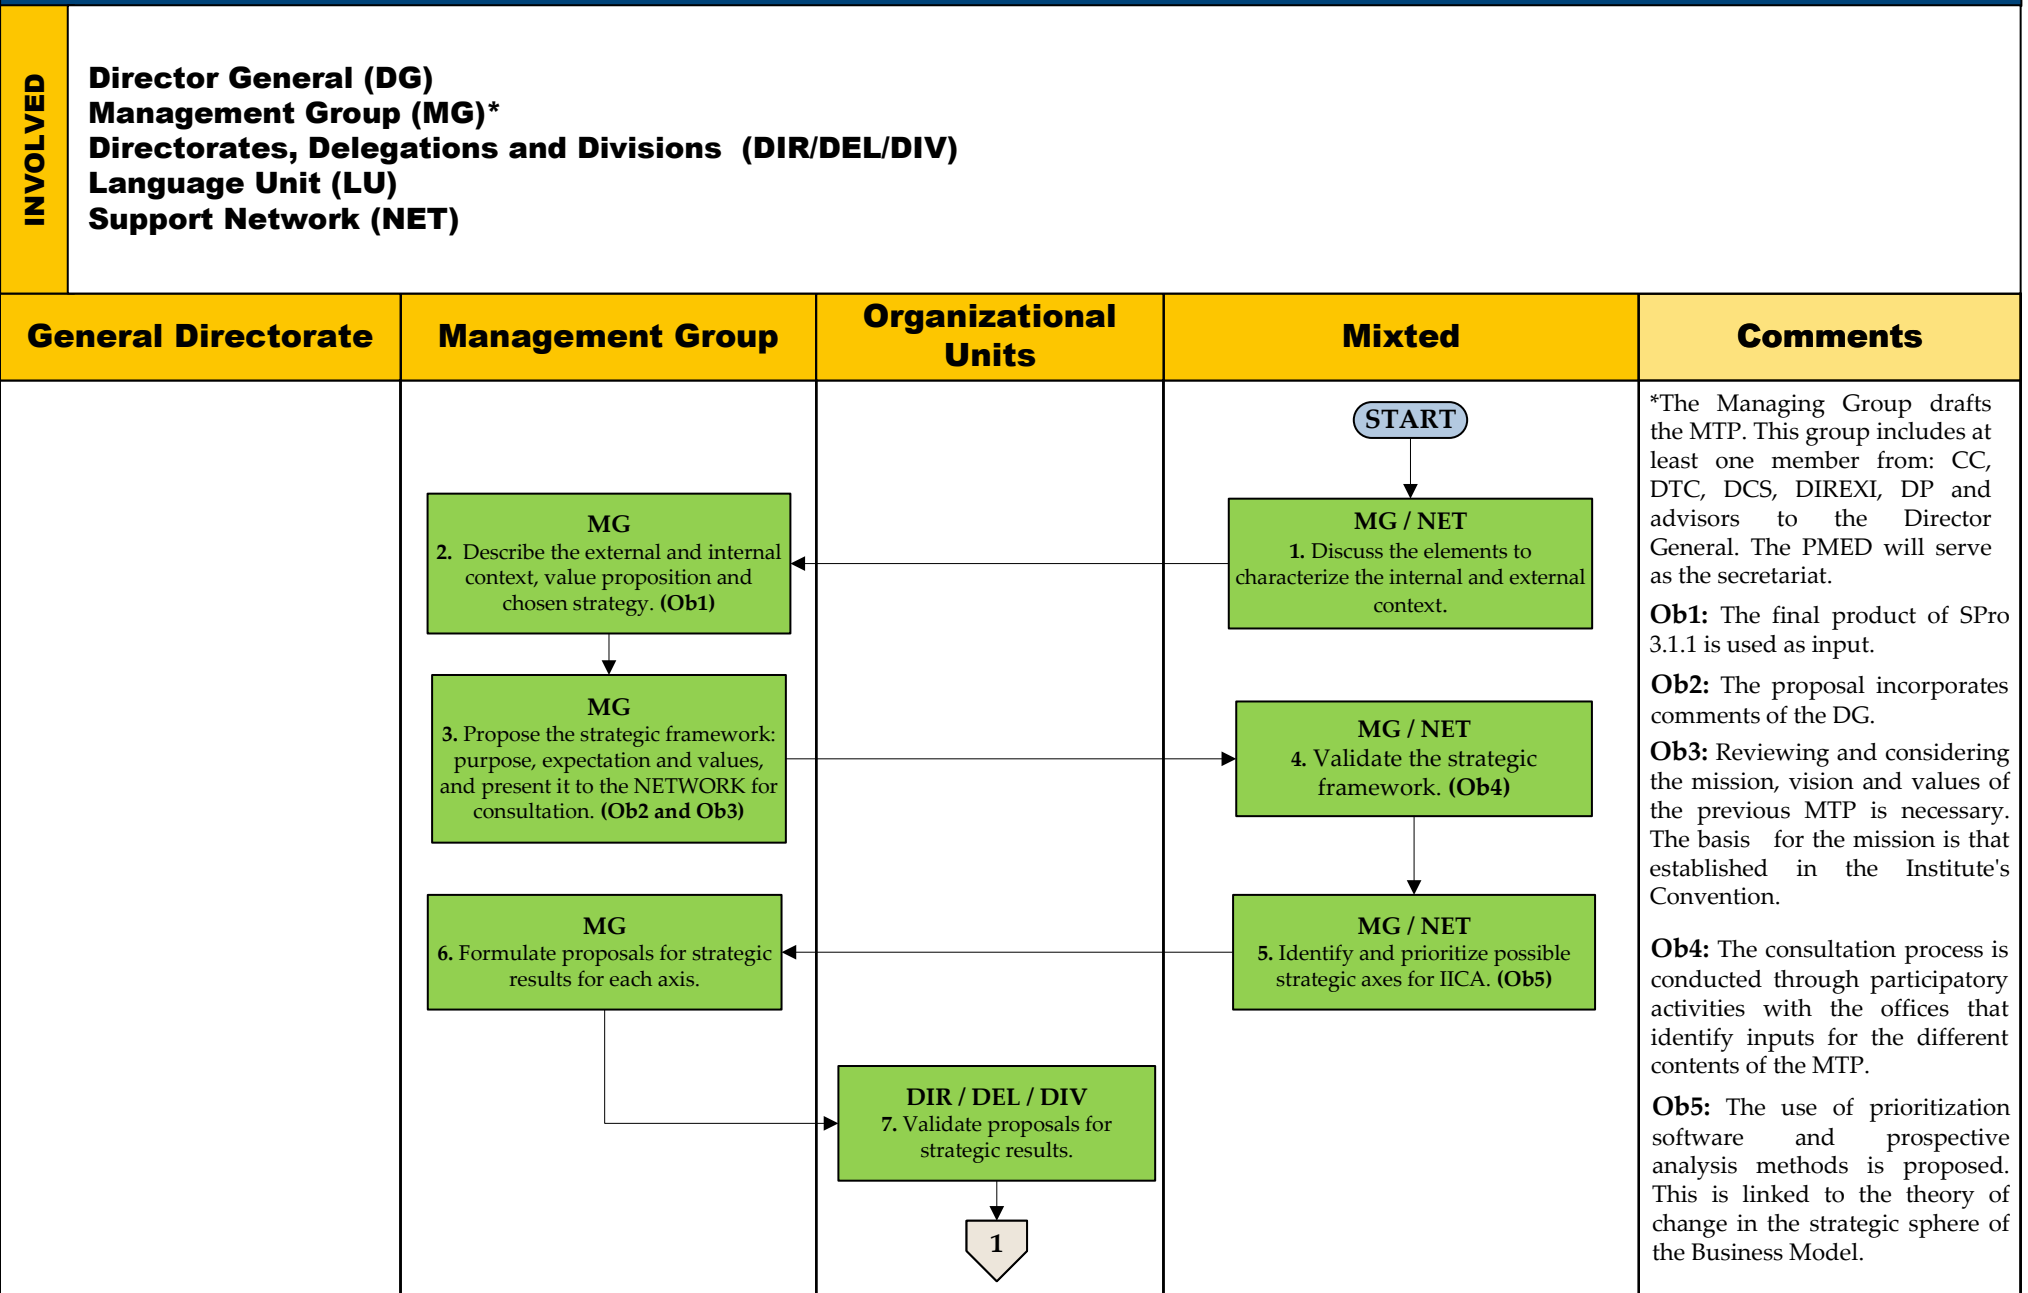 INVOLVED
Director General (DG)
Management Group (MG)*
Directorates, Delegations and Divisions (DIR/DEL/DIV)
Language Unit (LU)
Support Network (NET)
General Directorate
Management Group
Organizational
Units
Mixted
Comments
START
MG / NET
1. Discuss the elements to
characterize the internal and external
context.
MG
2. Describe the external and internal
context, value proposition and
chosen strategy. (Ob1)
MG
3. Propose the strategic framework:
purpose, expectation and values,
and present it to the NETWORK for
consultation. (Ob2 and Ob3)
MG / NET
4. Validate the strategic
framework. (Ob4)
MG / NET
5. Identify and prioritize possible
strategic axes for IICA. (Ob5)
MG
6. Formulate proposals for strategic
results for each axis.
DIR / DEL / DIV
7. Validate proposals for
strategic results.
1
*The Managing Group drafts
the MTP. This group includes at
least one member from: CC,
DTC, DCS, DIREXI, DP and
advisors to the Director
General. The PMED will serve
as the secretariat.
Ob1: The final product of SPro
3.1.1 is used as input.
Ob2: The proposal incorporates
comments of the DG.
Ob3: Reviewing and considering
the mission, vision and values of
the previous MTP is necessary.
The basis for the mission is that
established in the Institute's
Convention.
Ob4: The consultation process is
conducted through participatory
activities with the offices that
identify inputs for the different
contents of the MTP.
Ob5: The use of prioritization
software and prospective
analysis methods is proposed.
This is linked to the theory of
change in the strategic sphere of
the Business Model.